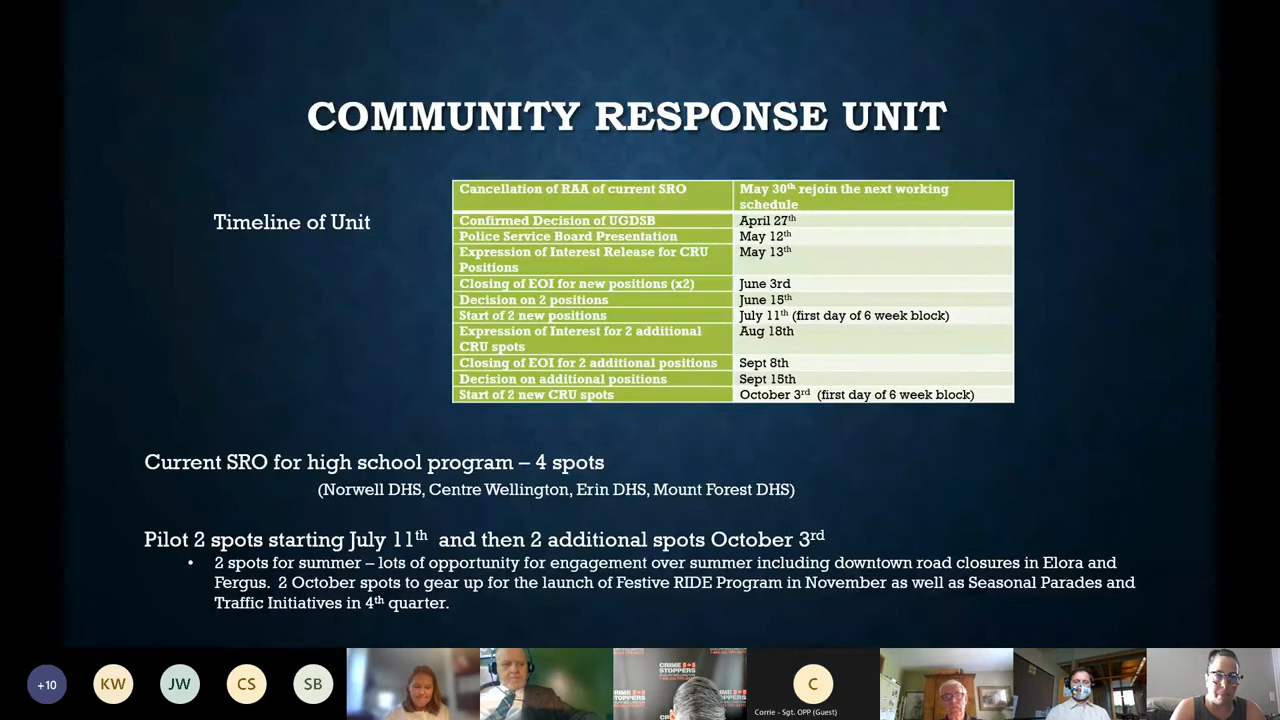 COMMUNITY RESPONSE UNIT
Timeline of Unit
Cancellation of RAA of current SRO
May 30th rejoin the next working
schedule
Confirmed Decision of UGDSB
April 27th
Police Service Board Presentation
May 12th
Expression of Interest Release for CRU
Positions
May 13th
Closing of EOI for new positions (x2)
June 3rd
Decision on 2 positions
June 15th
Start of 2 new positions
July 11th (first day of 6 week block)
Expression of Interest for 2 additional
CRU spots
Aug 18th
Closing of EOI for 2 additional positions
Sept 8th
Decision on additional positions
Sept 15th
Start of 2 new CRU spots
October 3rd (first day of 6 week block)
Current SRO for high school program – 4 spots
(Norwell DHS, Centre Wellington, Erin DHS, Mount Forest DHS)
Pilot 2 spots starting July 11th and then 2 additional spots October 3rd
• 2 spots for summer – lots of opportunity for engagement over summer including downtown road closures in Elora and
Fergus. 2 October spots to gear up for the launch of Festive RIDE Program in November as well as Seasonal Parades and
Traffic Initiatives in 4th quarter.
+10
KW
JW
CS
SB
CRIME
STOPPERS
C
Corrie - Sgt. OPP (Guest)